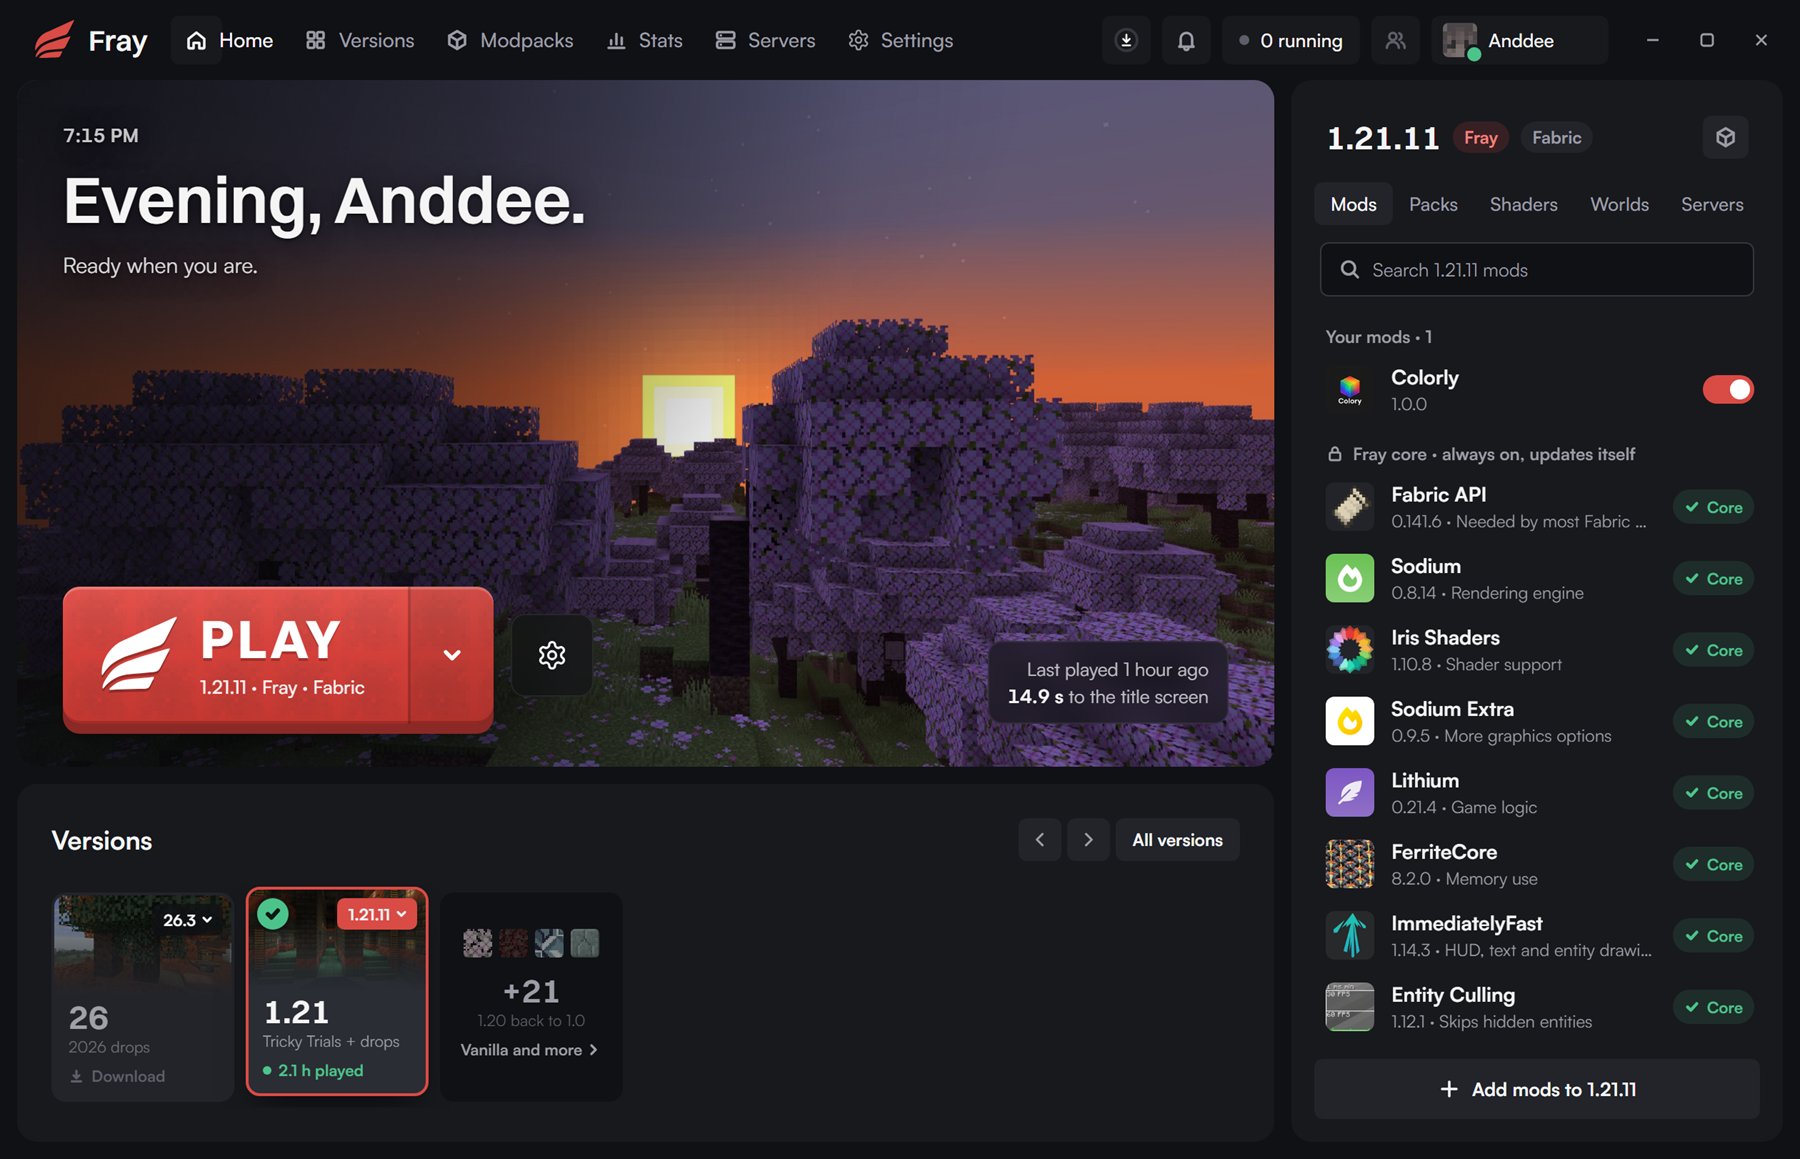 Fray
Home
Versions
Modpacks
Stats
Servers
Settings
0 running
Anddee
7:15 PM
Evening, Anddee.
Ready when you are.
PLAY
1.21.11 • Fray • Fabric
Last played 1 hour ago
14.9 s to the title screen
Versions
All versions
26.3
26
2026 drops
Download
1.21.11
1.21
Tricky Trials + drops
2.1 h played
+21
1.20 back to 1.0
Vanilla and more
1.21.11
Fray
Fabric
Mods
Packs
Shaders
Worlds
Servers
Search 1.21.11 mods
Your mods • 1
Colory
Colorly
1.0.0
Fray core • always on, updates itself
Fabric API
0.141.6 • Needed by most Fabric ...
Core
Sodium
0.8.14 • Rendering engine
Core
Iris Shaders
1.10.8 • Shader support
Core
Sodium Extra
0.9.5 • More graphics options
Core
Lithium
0.21.4 • Game logic
Core
FerriteCore
8.2.0 • Memory use
Core
ImmediatelyFast
1.14.3 • HUD, text and entity drawi...
Core
Entity Culling
1.12.1 • Skips hidden entities
Core
Add mods to 1.21.11